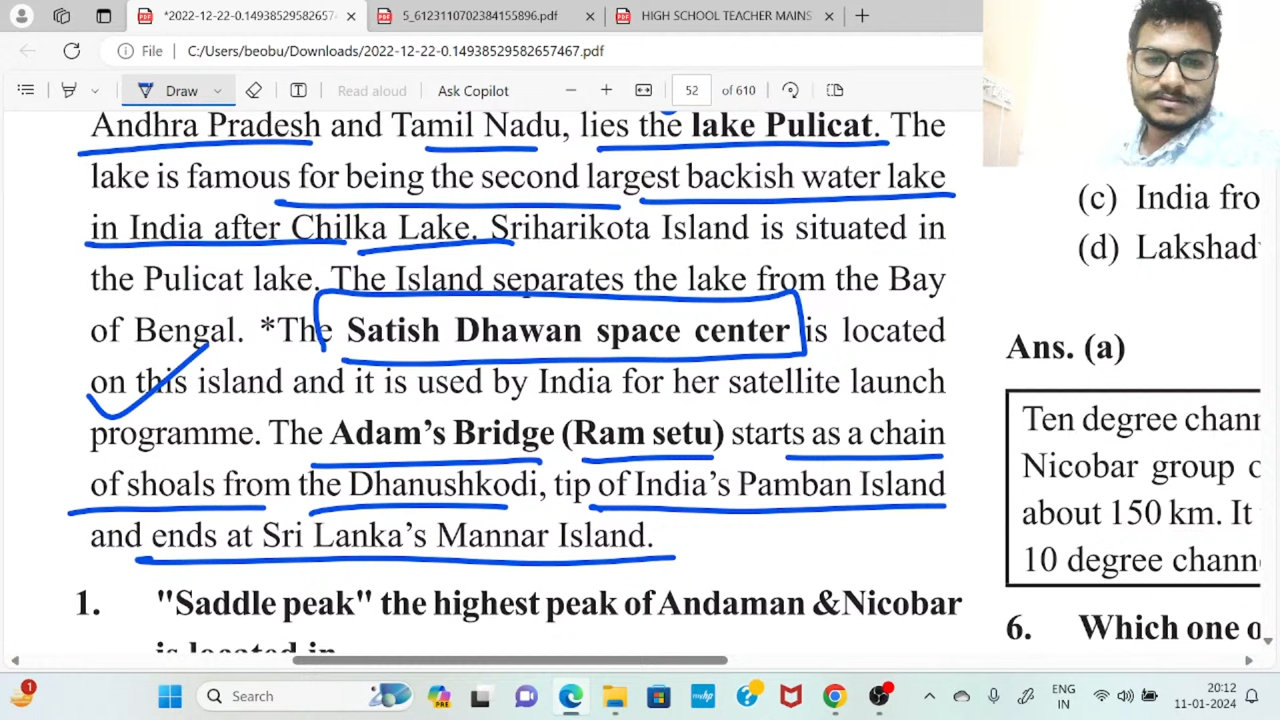 *2022-12-22-0.14938529582657
5_6123110702384155896.pdf
HIGH SCHOOL TEACHER MAINS
File
C:/Users/beobu/Downloads/2022-12-22-0.14938529582657467.pdf
Draw
Read aloud
Ask Copilot
52
of 610
Andhra Pradesh and Tamil Nadu, lies the lake Pulicat. The
lake is famous for being the second largest backish water lake
in India after Chilka Lake. Sriharikota Island is situated in
the Pulicat lake. The Island separates the lake from the Bay
of Bengal. *The Satish Dhawan space center is located
on this island and it is used by India for her satellite launch
programme. The Adam's Bridge (Ram setu) starts as a chain
of shoals from the Dhanushkodi, tip of India's Pamban Island
and ends at Sri Lanka's Mannar Island.
1. "Saddle peak" the highest peak of Andaman &Nicobar
is located in
(c) India fro
(d) Lakshad
Ans. (a)
Ten degree chann
Nicobar group o
about 150 km. It
10 degree chann
6. Which one o
1
Search
PRE
hp
ENG
IN
20:12
11-01-2024